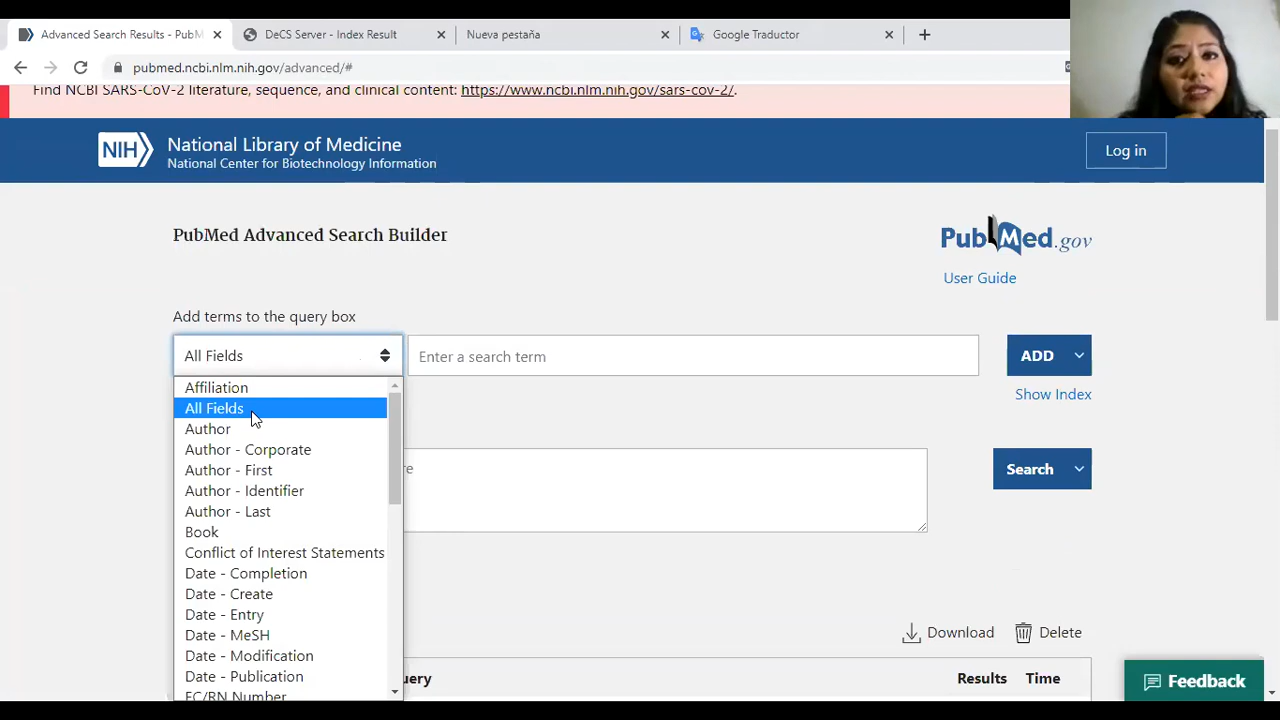 Advanced Search Results - PubM
DeCS Server - Index Result
Nueva pestaña
Google Traductor
pubmed.ncbi.nlm.nih.gov/advanced/#
Find NCBI SARS-CoV-2 literature, sequence, and clinical content: https://www.ncbi.nlm.nih.gov/sars-cov-2/.
NIH
National Library of Medicine
National Center for Biotechnology Information
Log in
PubMed Advanced Search Builder
PubMed.gov
User Guide
Add terms to the query box
All Fields
Enter a search term
ADD
Show Index
Affiliation
All Fields
Author
Author - Corporate
Author - First
Author - Identifier
Author - Last
Book
Conflict of Interest Statements
Date - Completion
Date - Create
Date - Entry
Date - MeSH
Date - Modification
Date - Publication
EC/RN Number
re
Search
Download
Delete
uery
Results
Time
Feedback